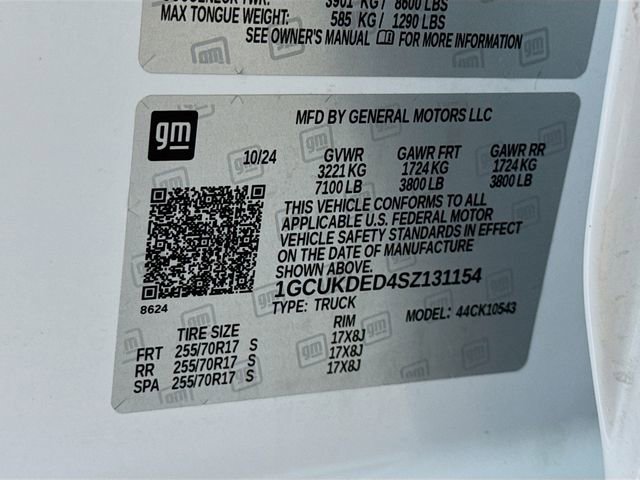 3901 KG / 8600 LBS
MAX TONGUE WEIGHT: 585 KG / 1290 LBS
SEE OWNER'S MANUAL FOR MORE INFORMATION
gm
MFD BY GENERAL MOTORS LLC
10/24 GVWR GAWR FRT GAWR RR
3221 KG 1724 KG 1724 KG
7100 LB 3800 LB 3800 LB
THIS VEHICLE CONFORMS TO ALL
APPLICABLE U.S. FEDERAL MOTOR
VEHICLE SAFETY STANDARDS IN EFFECT
ON THE DATE OF MANUFACTURE
SHOWN ABOVE.
1GCUKDED4SZ131154
8624
TYPE: TRUCK MODEL: 44CK10543
TIRE SIZE RIM
FRT 255/70R17 S 17X8J
RR 255/70R17 S 17X8J
SPA 255/70R17 S 17X8J